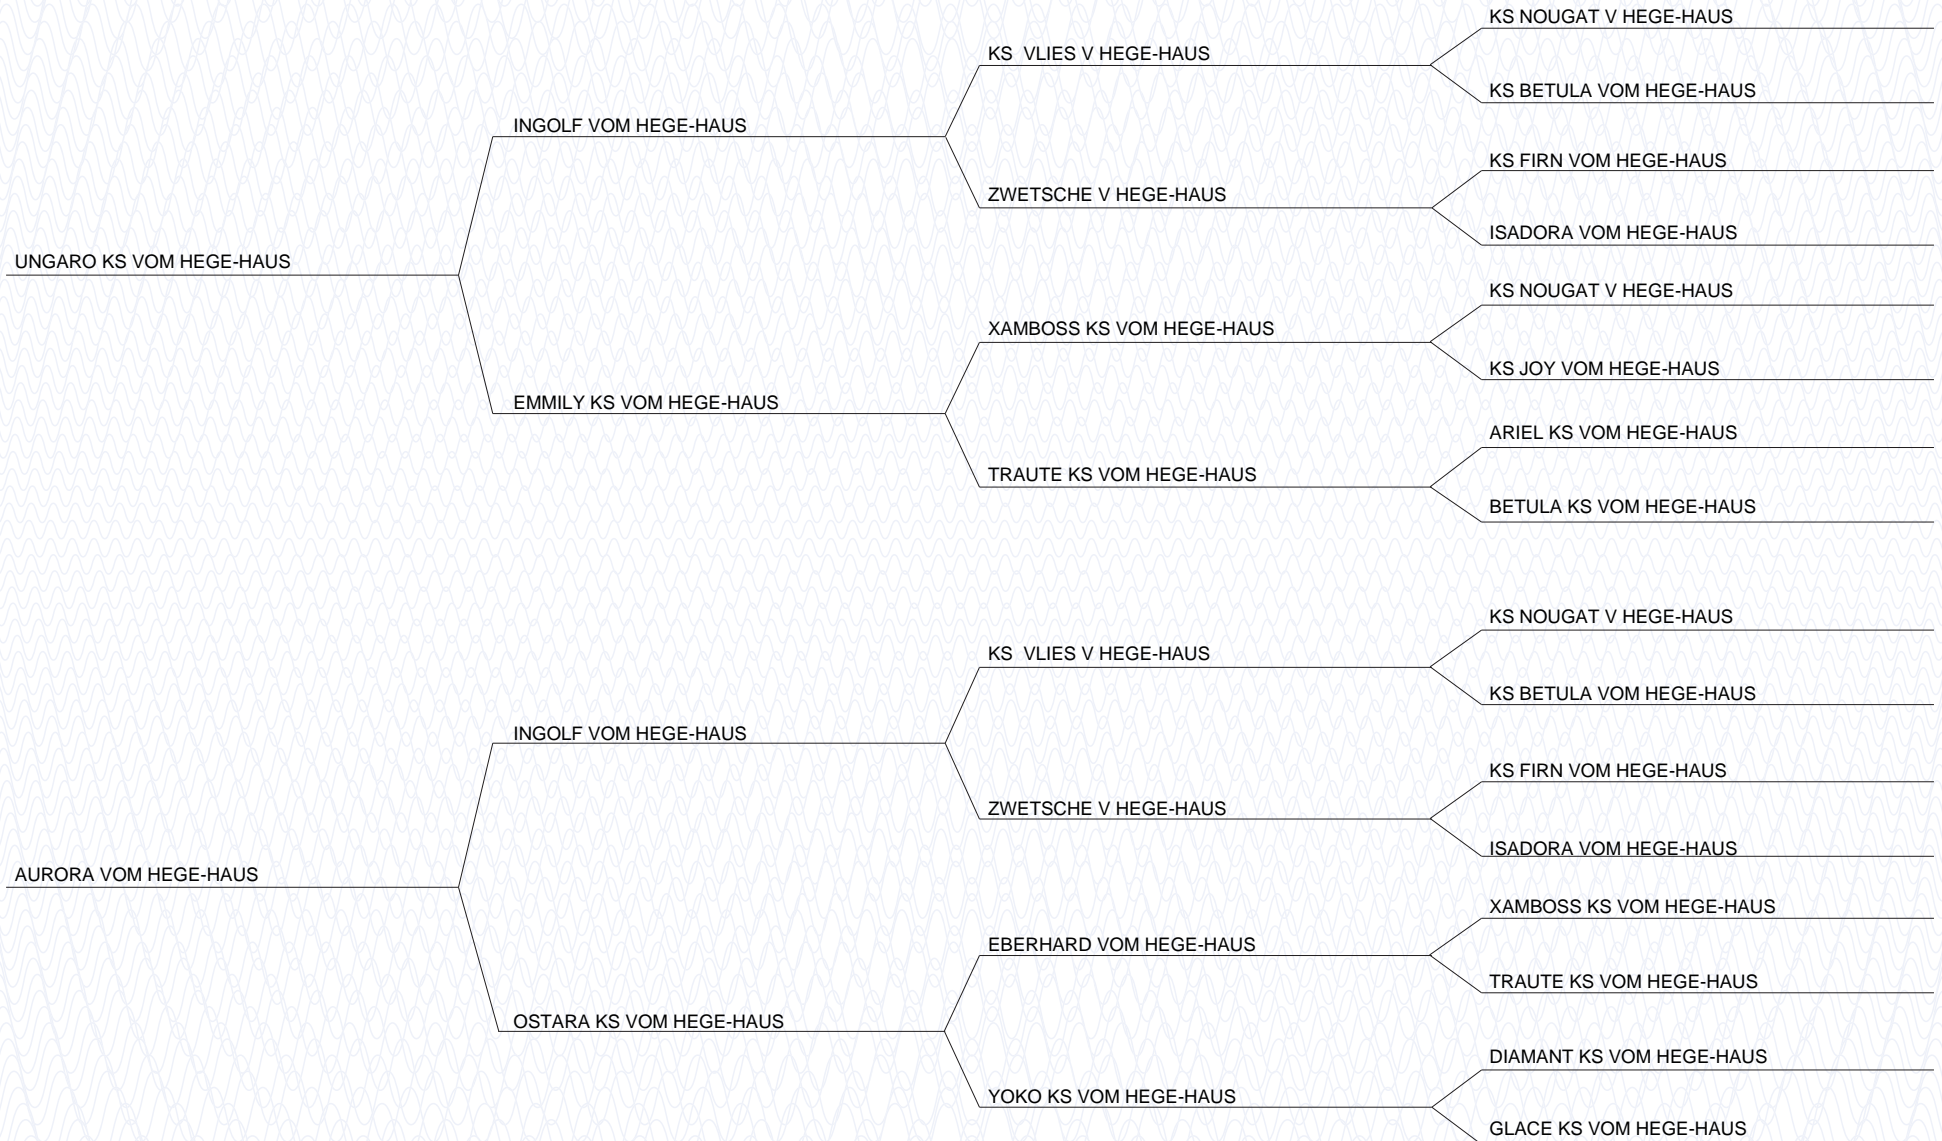 KS NOUGAT V HEGE-HAUS
KS  VLIES V HEGE-HAUS
KS BETULA VOM HEGE-HAUS
INGOLF VOM HEGE-HAUS
KS FIRN VOM HEGE-HAUS
ZWETSCHE V HEGE-HAUS
ISADORA VOM HEGE-HAUS
UNGARO KS VOM HEGE-HAUS
KS NOUGAT V HEGE-HAUS
XAMBOSS KS VOM HEGE-HAUS
KS JOY VOM HEGE-HAUS
EMMILY KS VOM HEGE-HAUS
ARIEL KS VOM HEGE-HAUS
TRAUTE KS VOM HEGE-HAUS
BETULA KS VOM HEGE-HAUS
KS NOUGAT V HEGE-HAUS
KS  VLIES V HEGE-HAUS
KS BETULA VOM HEGE-HAUS
INGOLF VOM HEGE-HAUS
KS FIRN VOM HEGE-HAUS
ZWETSCHE V HEGE-HAUS
ISADORA VOM HEGE-HAUS
AURORA VOM HEGE-HAUS
XAMBOSS KS VOM HEGE-HAUS
EBERHARD VOM HEGE-HAUS
TRAUTE KS VOM HEGE-HAUS
OSTARA KS VOM HEGE-HAUS
DIAMANT KS VOM HEGE-HAUS
YOKO KS VOM HEGE-HAUS
GLACE KS VOM HEGE-HAUS